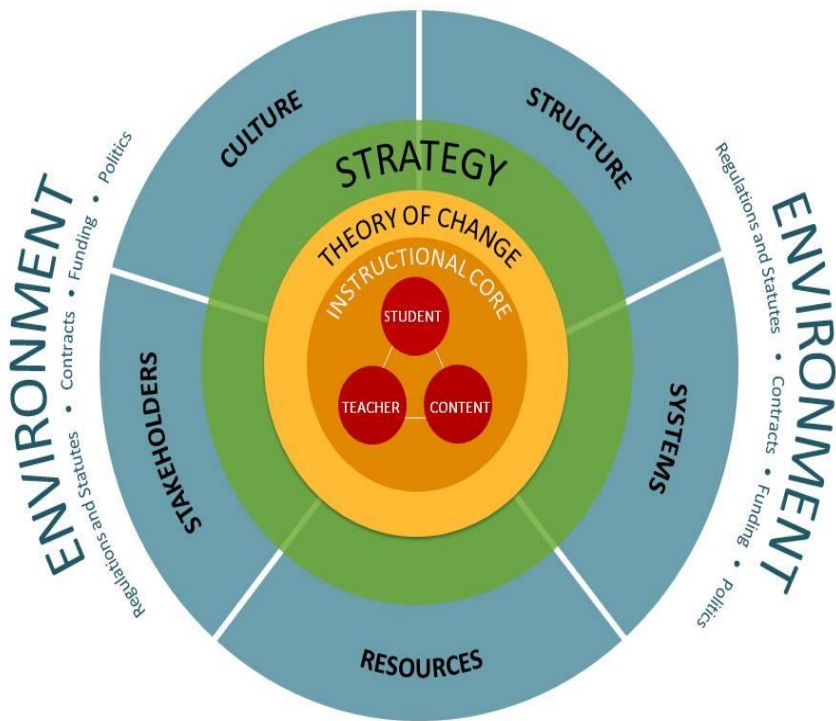 CULTURE
STRUCTURE
STRATEGY
THEORY OF CHANGE
INSTRUCTIONAL CORE
STUDENT
TEACHER
CONTENT
STAKEHOLDERS
SYSTEMS
RESOURCES
ENVIRONMENT
Regulations and Statutes • Contracts • Funding • Politics
ENVIRONMENT
Regulations and Statutes • Contracts • Funding • Politics